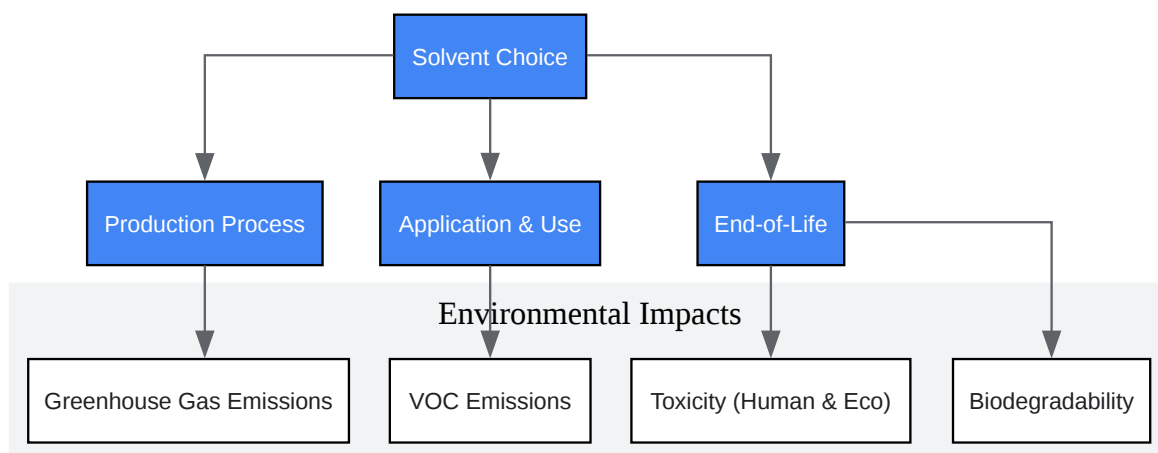 Solvent Choice
Production Process
Application & Use
End-of-Life
Environmental Impacts
Greenhouse Gas Emissions
VOC Emissions
Toxicity (Human & Eco)
Biodegradability